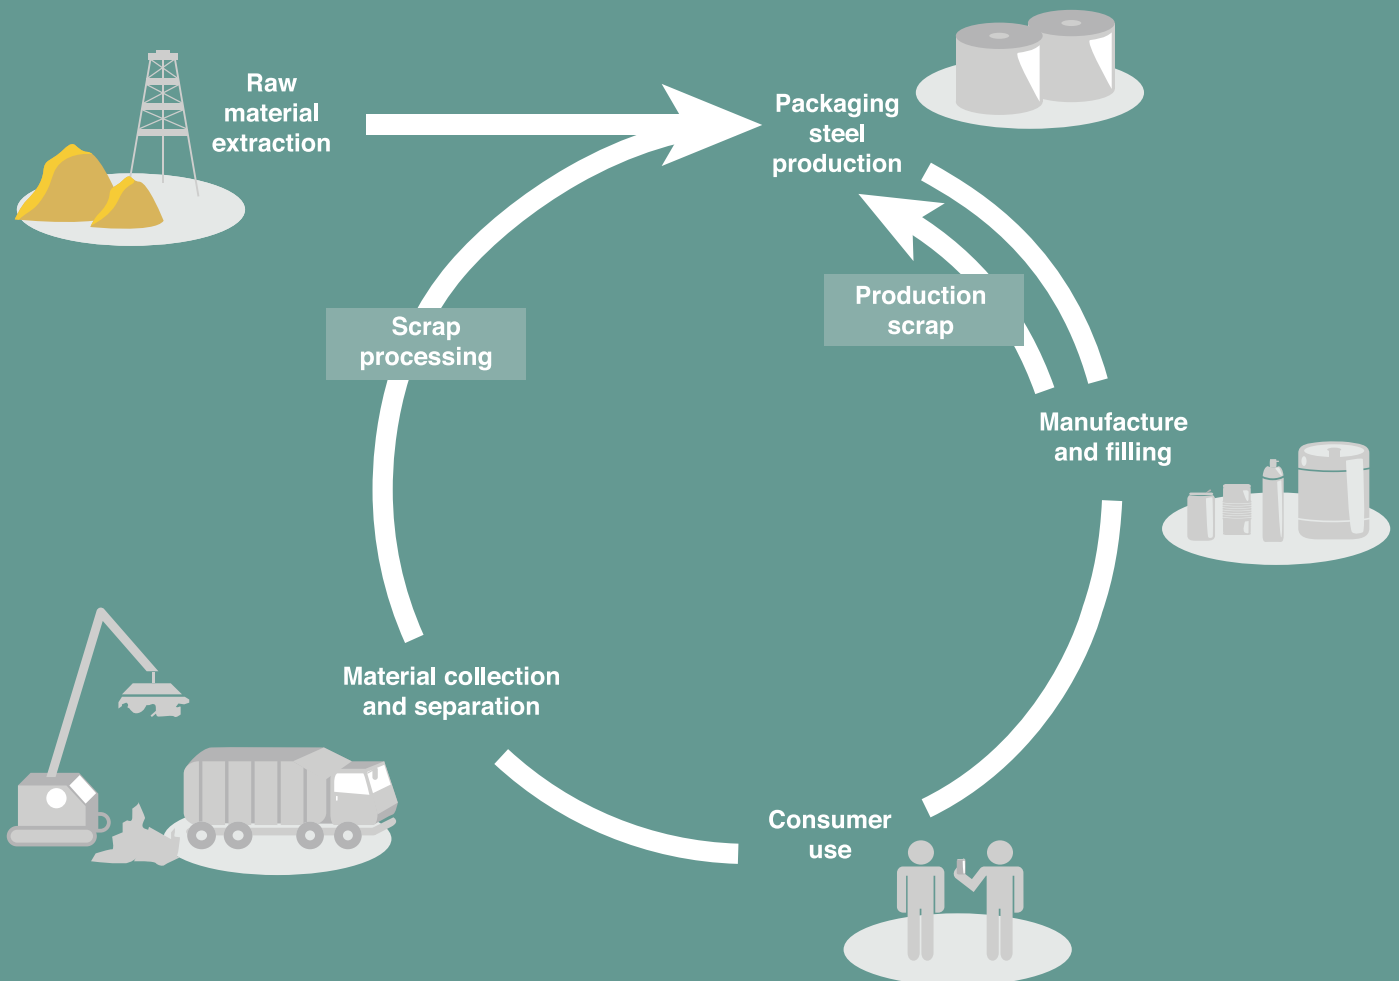 Raw
material
extraction
Packaging
steel
production
Production
scrap
Scrap
processing
Manufacture
and filling
Material collection
and separation
Consumer
use